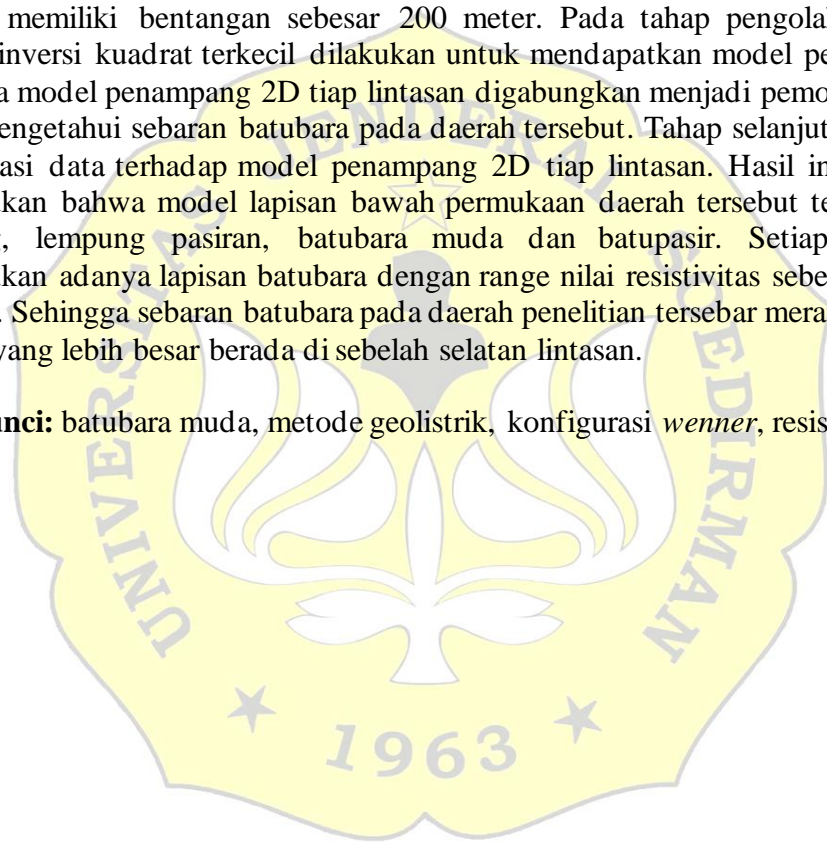 memiliki bentangan sebesar 200 meter. Pada tahap pengolah
inversi kuadrat terkecil dilakukan untuk mendapatkan model pe
a model penampang 2D tiap lintasan digabungkan menjadi pemo
engetahui sebaran batubara pada daerah tersebut. Tahap selanjut
asi data terhadap model penampang 2D tiap lintasan. Hasil in
kan bahwa model lapisan bawah permukaan daerah tersebut te
, lempung pasiran, batubara muda dan batupasir. Setiap
kan adanya lapisan batubara dengan range nilai resistivitas sebe
. Sehingga sebaran batubara pada daerah penelitian tersebar mera
yang lebih besar berada di sebelah selatan lintasan.
unci: batubara muda, metode geolistrik, konfigurasi wenner, resis
UNIVERSITAS JENDERAL SOEDIRMAN
1963